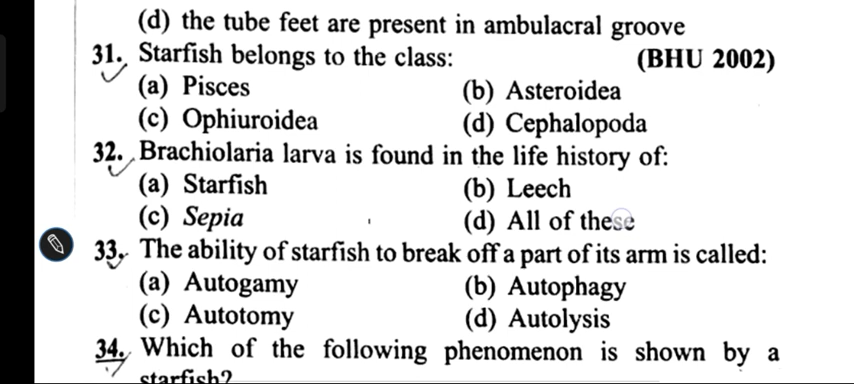 (d) the tube feet are present in ambulacral groove
31. Starfish belongs to the class: (BHU 2002)
(a) Pisces (b) Asteroidea
(c) Ophiuroidea (d) Cephalopoda
32. Brachiolaria larva is found in the life history of:
(a) Starfish (b) Leech
(c) Sepia (d) All of these
33. The ability of starfish to break off a part of its arm is called:
(a) Autogamy (b) Autophagy
(c) Autotomy (d) Autolysis
34. Which of the following phenomenon is shown by a
starfish?